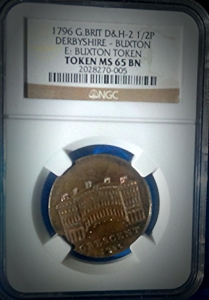 1796 G.BRIT D&H-2 1/2P
DERBYSHIRE - BUXTON
E: BUXTON TOKEN
TOKEN MS 65 BN
2028270-005
NGC